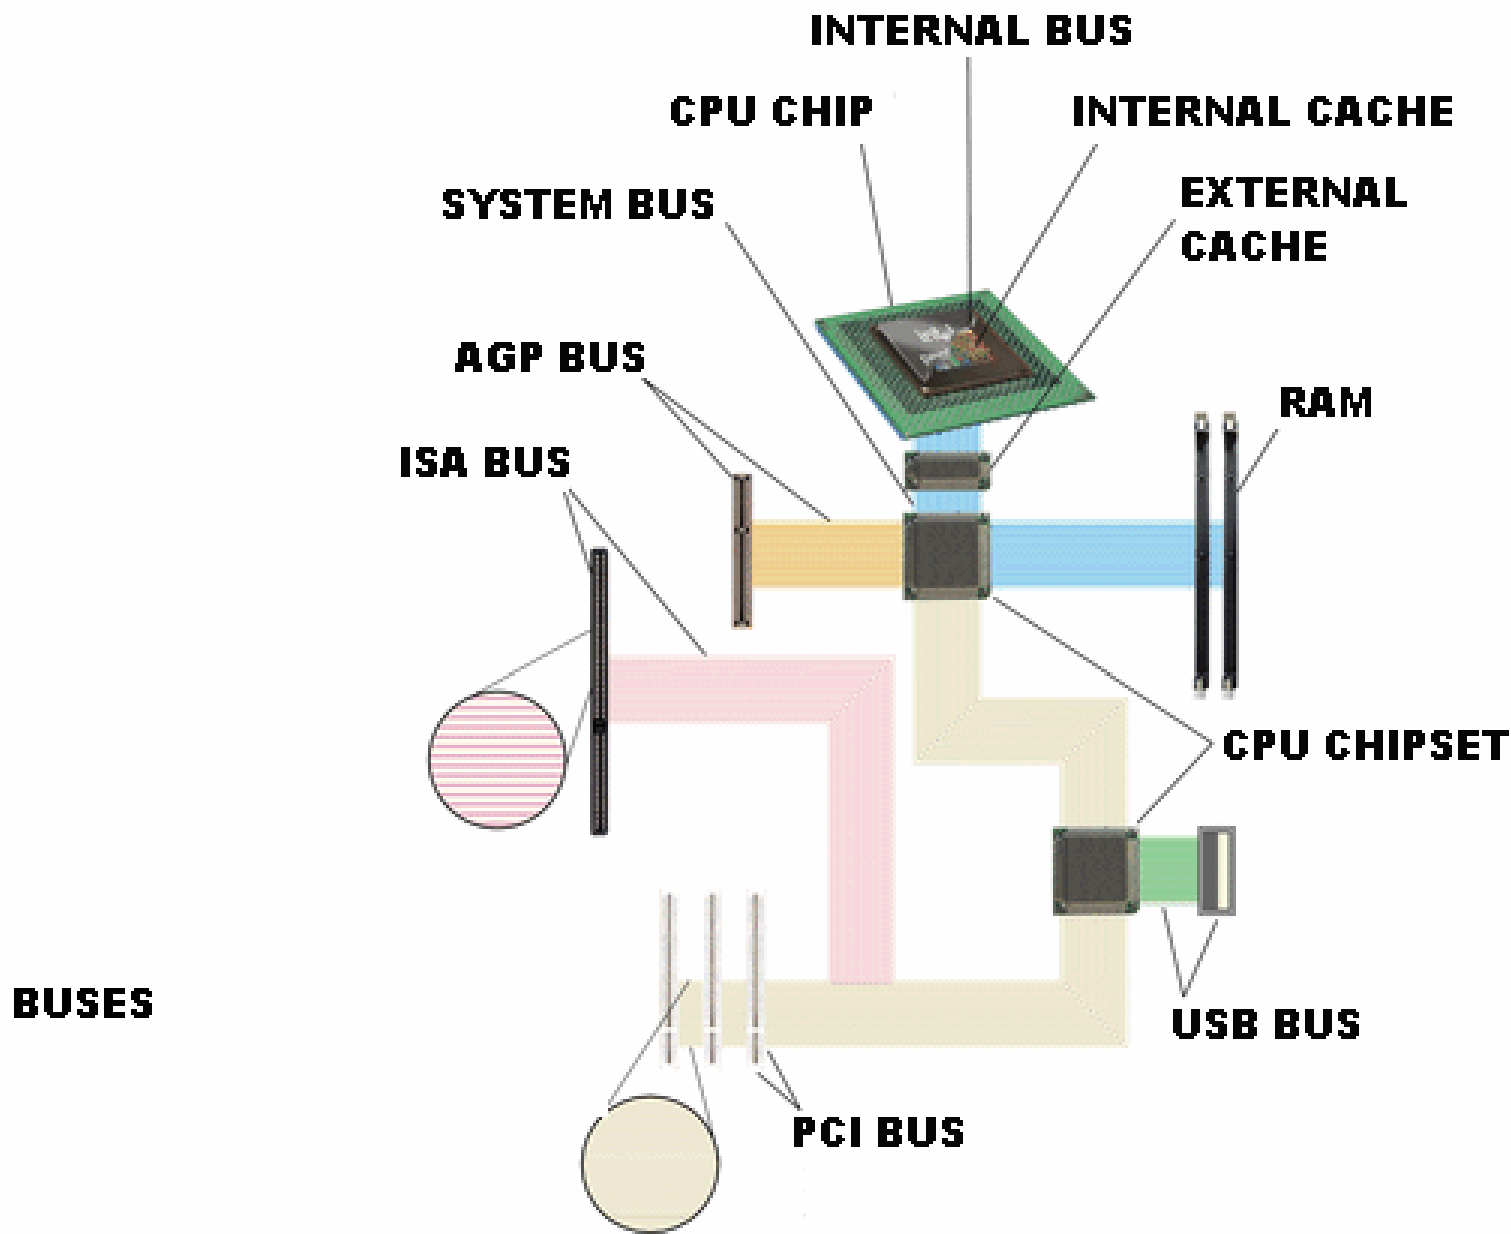 INTERNAL BUS
CPU CHIP
INTERNAL CACHE
SYSTEM BUS
EXTERNAL
CACHE
AGP BUS
RAM
ISA BUS
CPU CHIPSET
BUSES
USB BUS
PCI BUS